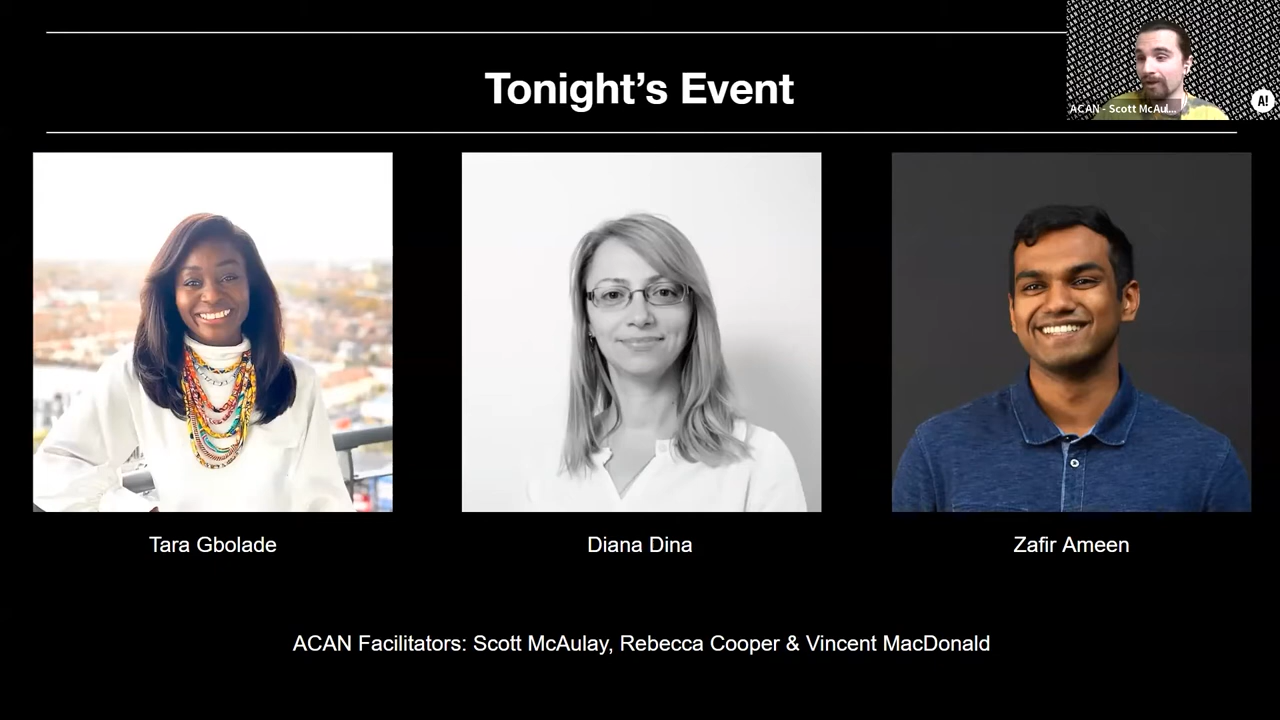 Tonight's Event
ACAN - Scott McAul...
A!
Tara Gbolade
Diana Dina
Zafir Ameen
ACAN Facilitators: Scott McAulay, Rebecca Cooper & Vincent MacDonald